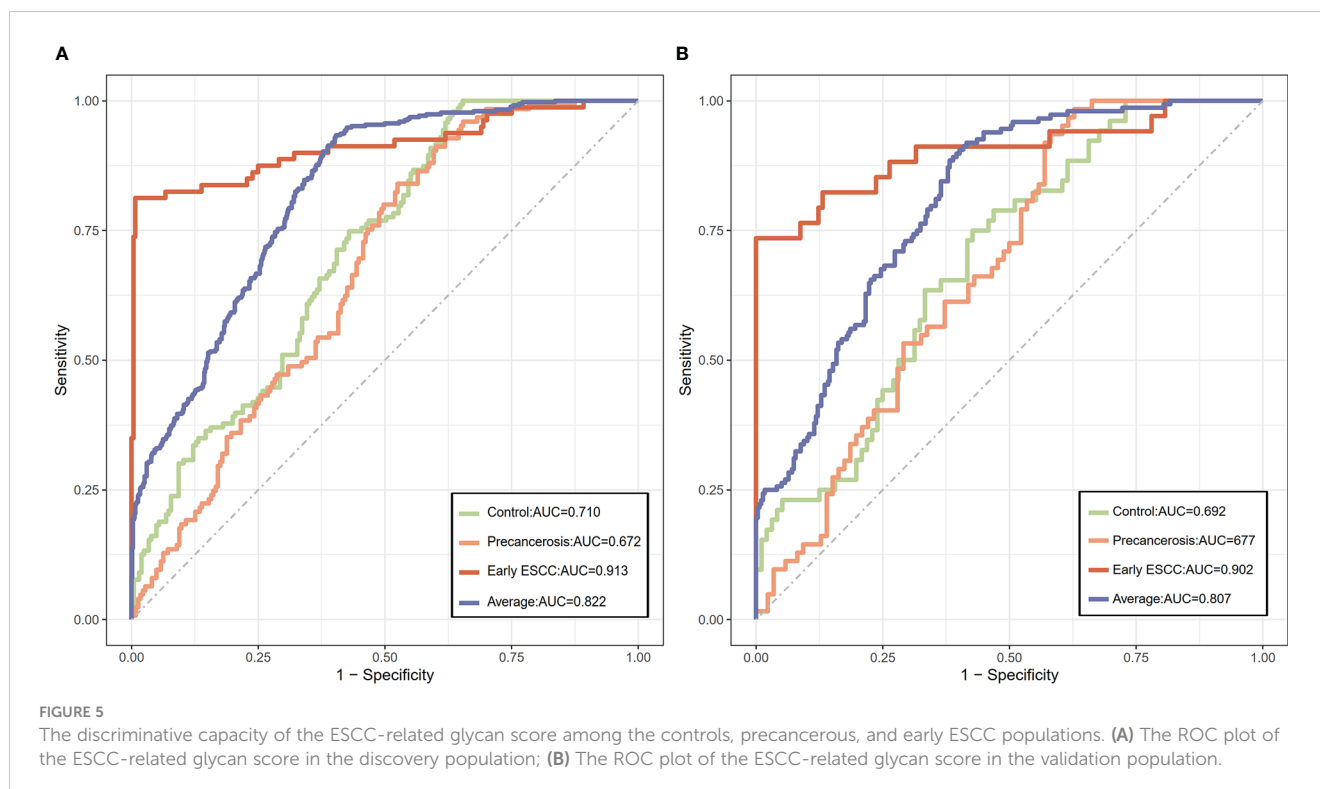 A
1.00
0.75
0.50
0.25
0.00
Sensitivity
Control:AUC=0.710
Precancerosis:AUC=0.672
Early ESCC:AUC=0.913
Average:AUC=0.822
0.00 0.25 0.50 0.75 1.00
1 − Specificity
B
1.00
0.75
0.50
0.25
0.00
Sensitivity
Control:AUC=0.692
Precancerosis:AUC=677
Early ESCC:AUC=0.902
Average:AUC=0.807
0.00 0.25 0.50 0.75 1.00
1 − Specificity
FIGURE 5
The discriminative capacity of the ESCC-related glycan score among the controls, precancerous, and early ESCC populations. (A) The ROC plot of
the ESCC-related glycan score in the discovery population; (B) The ROC plot of the ESCC-related glycan score in the validation population.